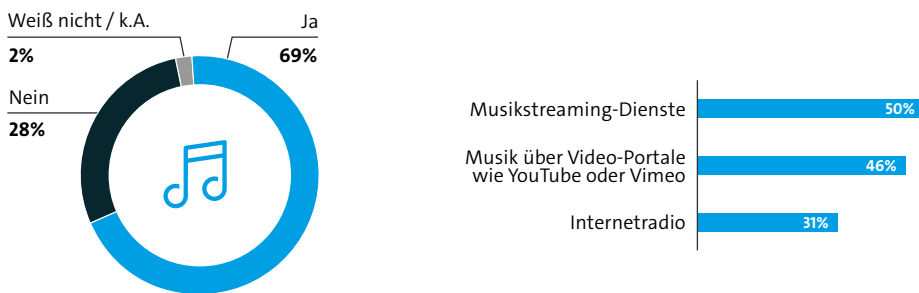 Weiß nicht / k.A.
2%
Ja
69%
Nein
28%
Musikstreaming-Dienste
50%
Musik über Video-Portale
wie YouTube oder Vimeo
46%
Internetradio
31%